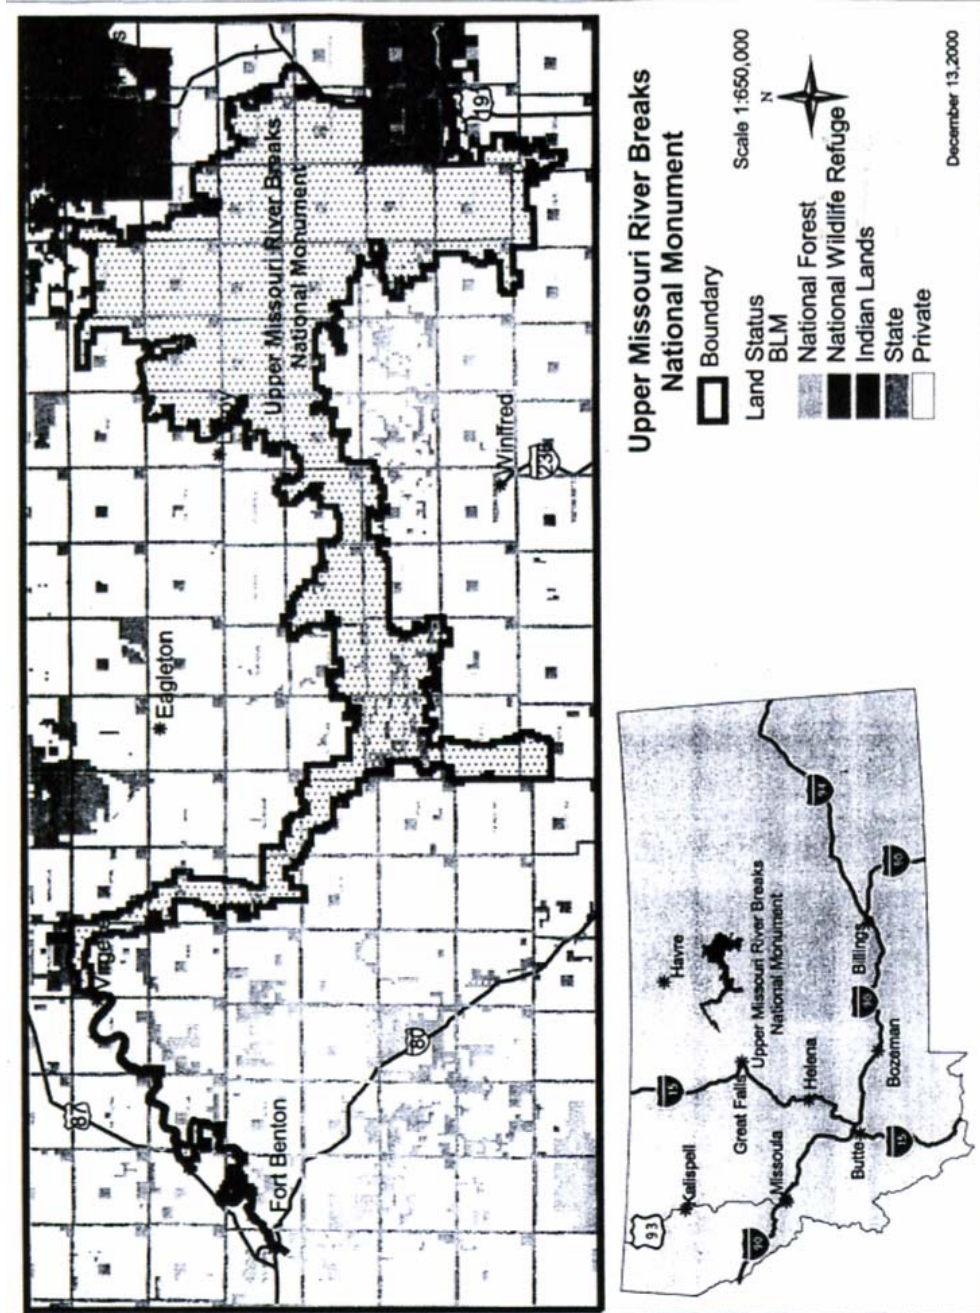 Upper Missouri River Breaks
National Monument
Eagleton
Winifred
236
Fort Benton
87
80
191
Upper Missouri River Breaks
National Monument
Boundary
Land Status
BLM
National Forest
National Wildlife Refuge
Indian Lands
State
Private
Scale 1:650,000
N
December 13,2000
93
Kalispell
15
Havre
Great Falls
Upper Missouri River Breaks
National Monument
90
Missoula
Helena
Butte
15
Bozeman
90
Billings
94
90